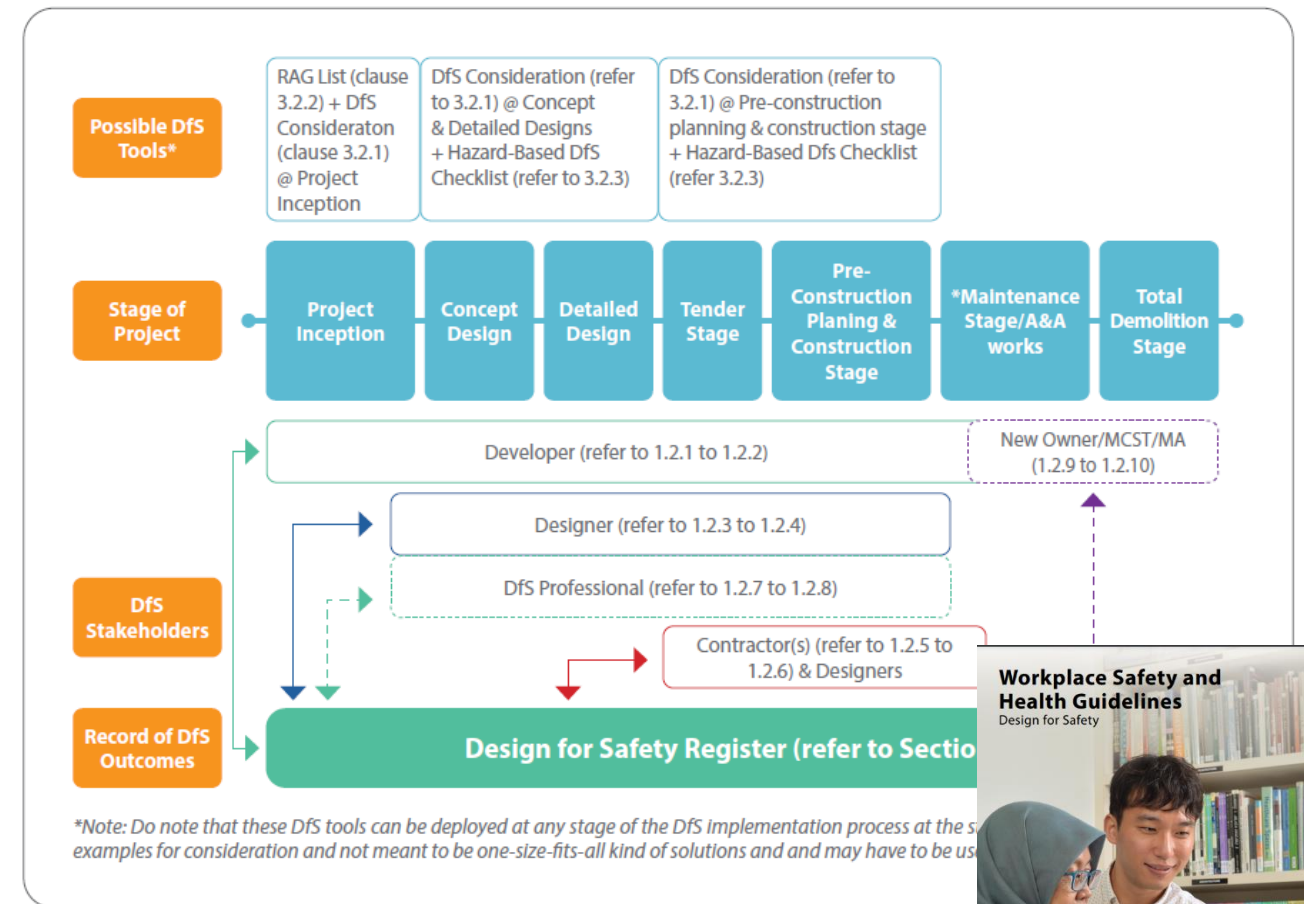 RAG List (clause
3.2.2) + DfS
Consideraton
(clause 3.2.1)
@ Project
Inception
DfS Consideration (refer
to 3.2.1) @ Concept
& Detailed Designs
+ Hazard-Based DfS
Checklist (refer to 3.2.3)
DfS Consideration (refer to
3.2.1) @ Pre-construction
planning & construction stage
+ Hazard-Based Dfs Checklist
(refer 3.2.3)
Possible DfS
Tools*
Stage of
Project
Project
Inception
Concept
Design
Detailed
Design
Tender
Stage
Pre-
Construction
Planing &
Construction
Stage
*Maintenance
Stage/A&A
works
Total
Demolition
Stage
Developer (refer to 1.2.1 to 1.2.2)
New Owner/MCST/MA
(1.2.9 to 1.2.10)
Designer (refer to 1.2.3 to 1.2.4)
DfS Professional (refer to 1.2.7 to 1.2.8)
DfS
Stakeholders
Contractor(s) (refer to 1.2.5 to
1.2.6) & Designers
Record of DfS
Outcomes
Design for Safety Register (refer to Sectio
Workplace Safety and
Health Guidelines
Design for Safety
*Note: Do note that these DfS tools can be deployed at any stage of the DfS implementation process at the
examples for consideration and not meant to be one-size-fits-all kind of solutions and and may have to be